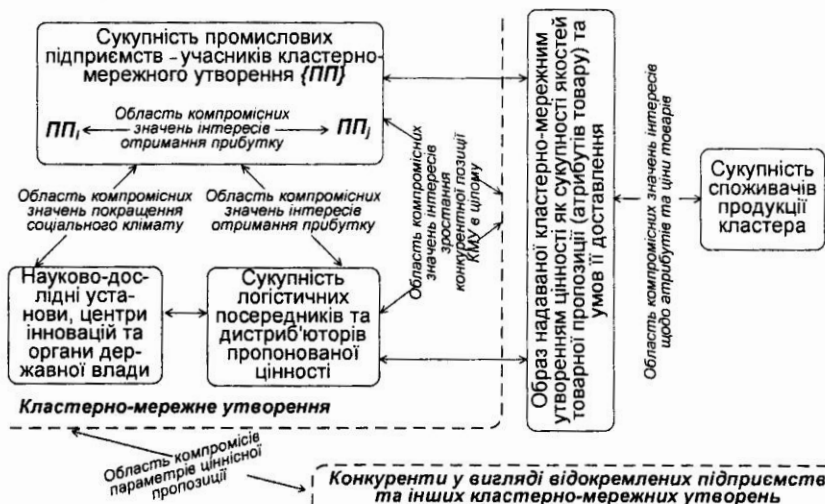 Сукупність промислових
підприємств - учасників кластерно-
мережного утворення {ПП}
Область компромісних
значень інтересів
отримання прибутку
ППi
ППj
Область компромісних
значень покращення
соціального клімату
Область компромісних
значень інтересів
отримання прибутку
Науково-дос-
лідні уста-
нови, центри
інновацій та
органи дер-
жавної влади
Сукупність
логістичних
посередників та
дистриб'юторів
пропонованої
цінності
Область компромісних
значень інтересів
зростання
конкурентної позиції
КМУ в цілому
Кластерно-мережне утворення
Образ надаваної кластерно-мережним
утворенням цінності як сукупності якостей
товарної пропозиції (атрибутів товару) та
умов її доставлення
Область компромісних значень інтересів
щодо атрибутів та ціни товарів
Сукупність
споживачів
продукції
кластера
Область компромісів
параметрів ціннісної
пропозиції
Конкуренти у вигляді відокремлених підприємств
та інших кластерно-мережних утворень